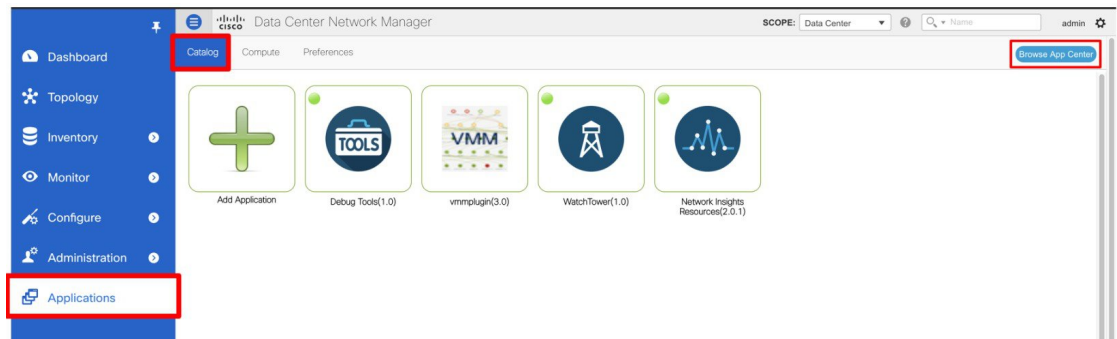 cisco Data Center Network Manager
SCOPE: Data Center
Name
admin
Dashboard
Topology
Inventory
Monitor
Configure
Administration
Applications
Catalog Compute Preferences
Browse App Center
Add Application
TOOLS
Debug Tools(1.0)
VMM
vmmplugin(3.0)
WatchTower(1.0)
Network Insights
Resources(2.0.1)